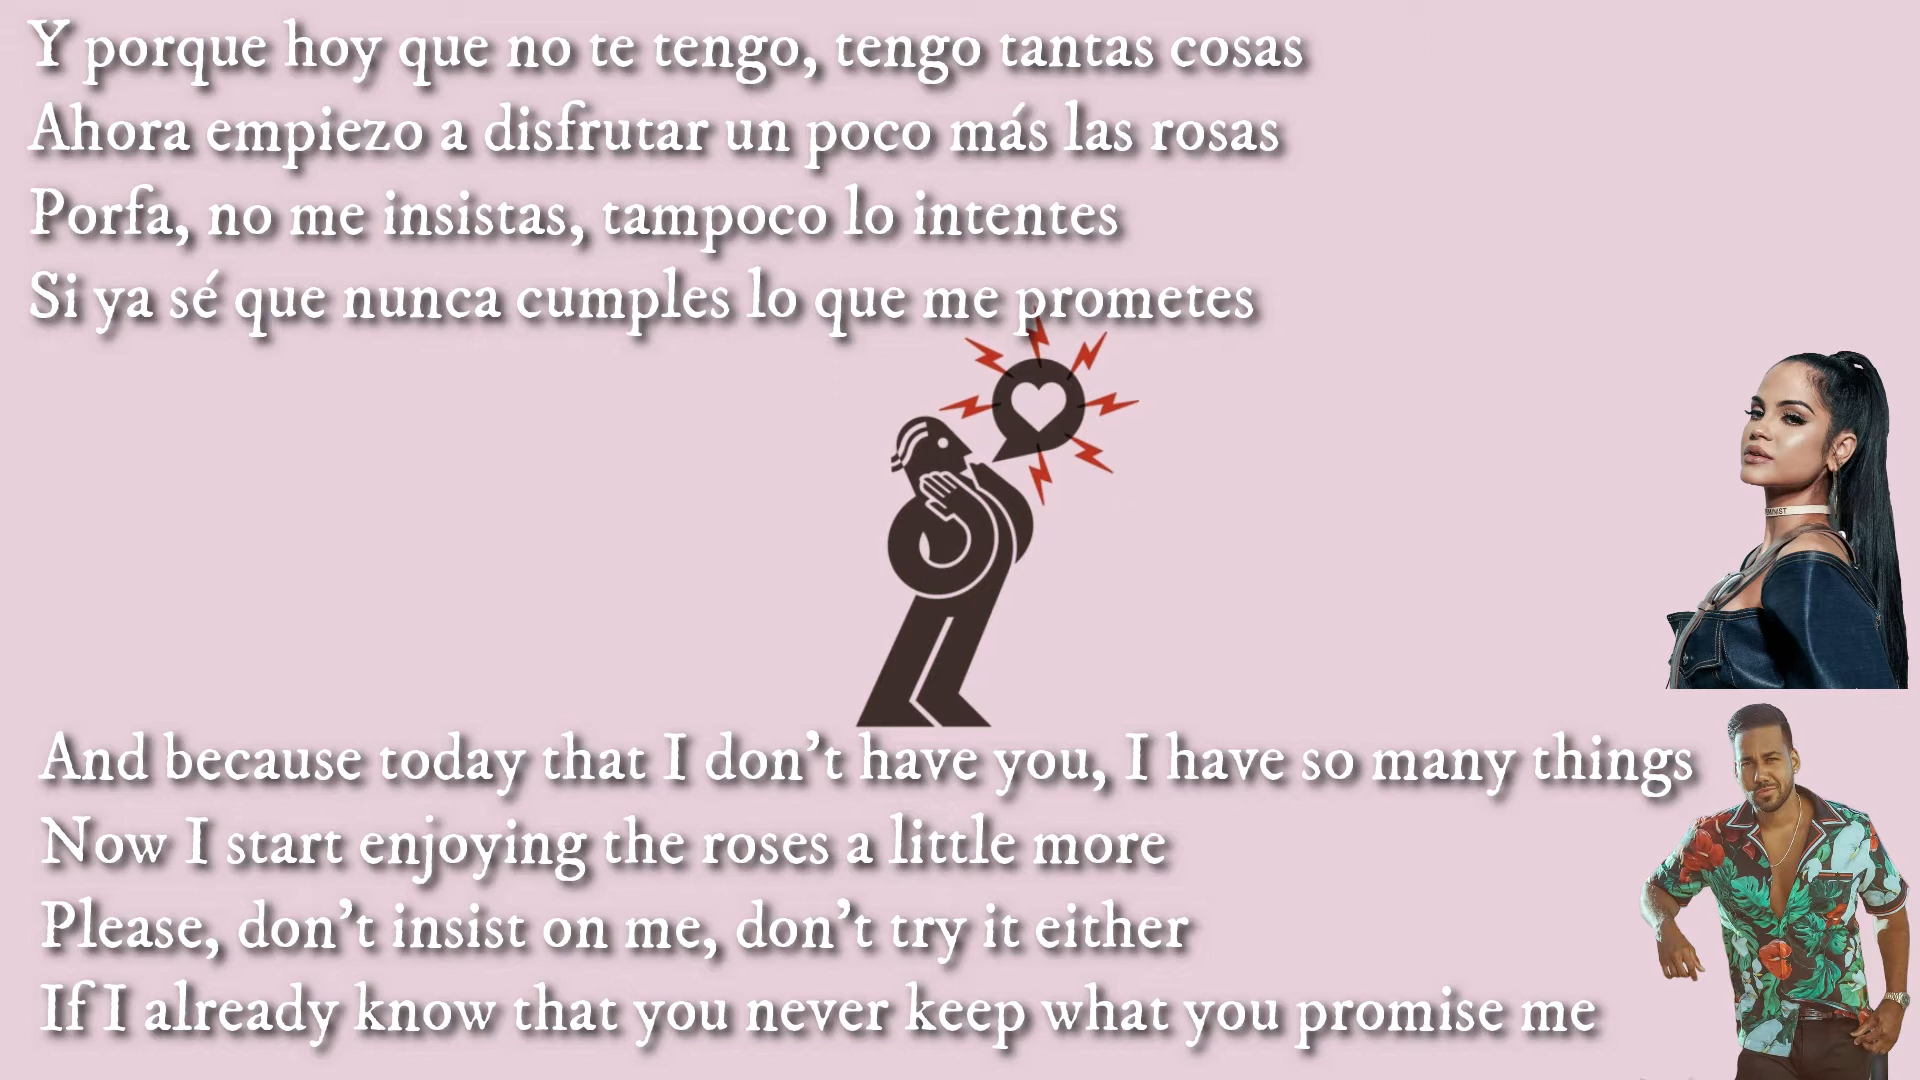 Y porque hoy que no te tengo, tengo tantas cosas
Ahora empiezo a disfrutar un poco más las rosas
Porfa, no me insistas, tampoco lo intentes
Si ya sé que nunca cumples lo que me prometes
And because today that I don't have you, I have so many things
Now I start enjoying the roses a little more
Please, don't insist on me, don't try it either
If I already know that you never keep what you promise me